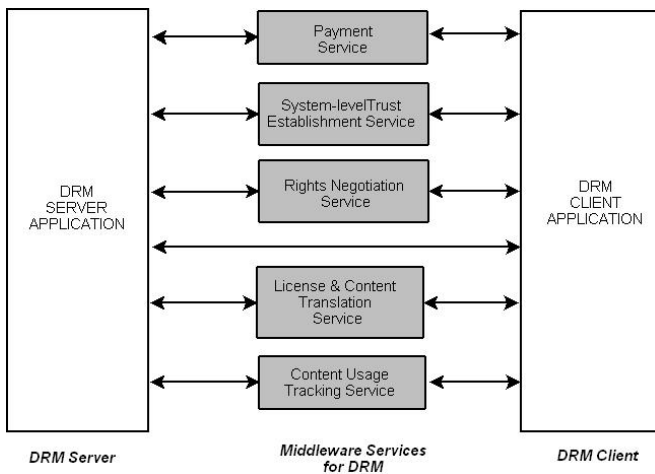 Payment
Service
System-levelTrust
Establishment Service
Rights Negotiation
Service
DRM
SERVER
APPLICATION
DRM
CLIENT
APPLICATION
License & Content
Translation
Service
Content Usage
Tracking Service
DRM Server
Middleware Services
for DRM
DRM Client